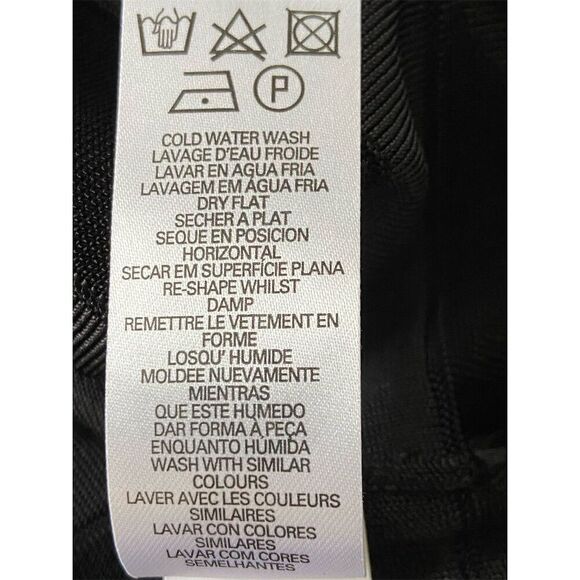 P
COLD WATER WASH
LAVAGE D'EAU FROIDE
LAVAR EN AGUA FRIA
LAVAGEM EM ÁGUA FRIA
DRY FLAT
SECHER A PLAT
SEQUE EN POSICION
HORIZONTAL
SECAR EM SUPERFÍCIE PLANA
RE-SHAPE WHILST
DAMP
REMETTRE LE VETEMENT EN
FORME
LOSQU' HUMIDE
MOLDEE NUEVAMENTE
MIENTRAS
QUE ESTE HUMEDO
DAR FORMA À PEÇA
ENQUANTO HÚMIDA
WASH WITH SIMILAR
COLOURS
LAVER AVEC LES COULEURS
SIMILAIRES
LAVAR CON COLORES
SIMILARES
LAVAR COM CORES
SEMELHANTES